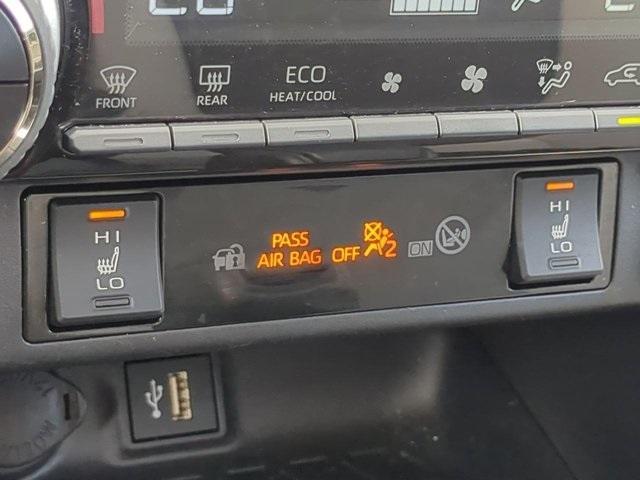 FRONT
REAR
ECO
HEAT/COOL
HI
LO
PASS
AIR BAG OFF 2 ON
HI
LO